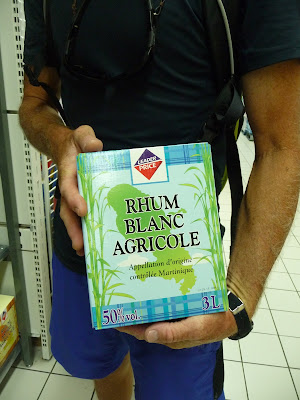 LEADER
PRICE
RHUM
BLANC
AGRICOLE
Appellation d'origine
contrôlée Martinique
50% vol.
3L